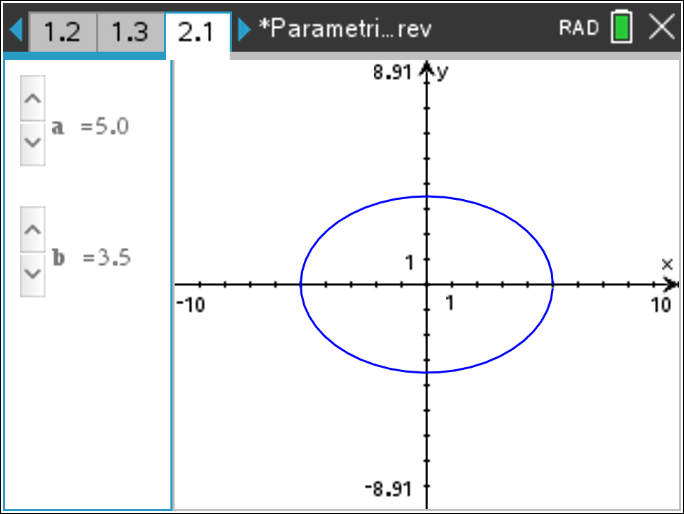 1.2 1.3 2.1 *Parametri...rev RAD
8.91 y
a =5.0
1
b =3.5
x
-10 1 10
-8.91